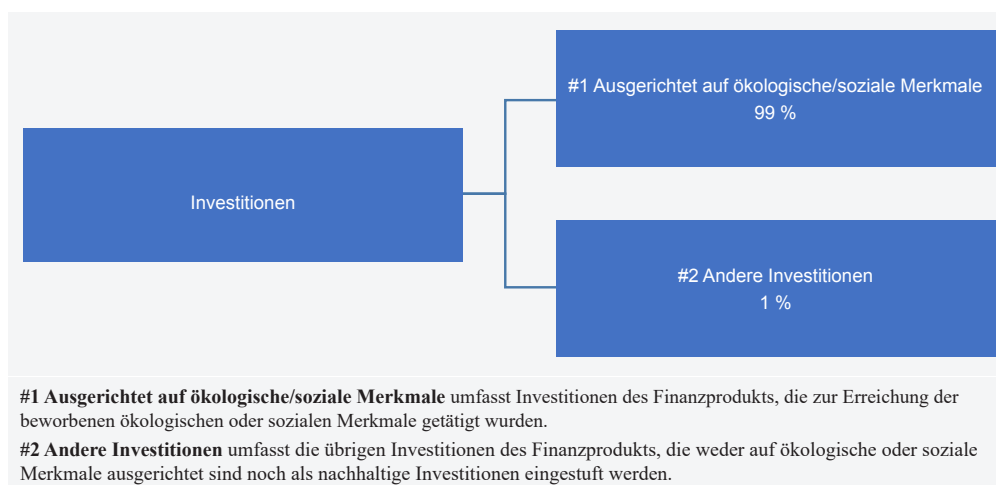 #1 Ausgerichtet auf ökologische/soziale Merkmale
99 %
Investitionen
#2 Andere Investitionen
1 %
#1 Ausgerichtet auf ökologische/soziale Merkmale umfasst Investitionen des Finanzprodukts, die zur Erreichung der
beworbenen ökologischen oder sozialen Merkmale getätigt wurden.
#2 Andere Investitionen umfasst die übrigen Investitionen des Finanzprodukts, die weder auf ökologische oder soziale
Merkmale ausgerichtet sind noch als nachhaltige Investitionen eingestuft werden.